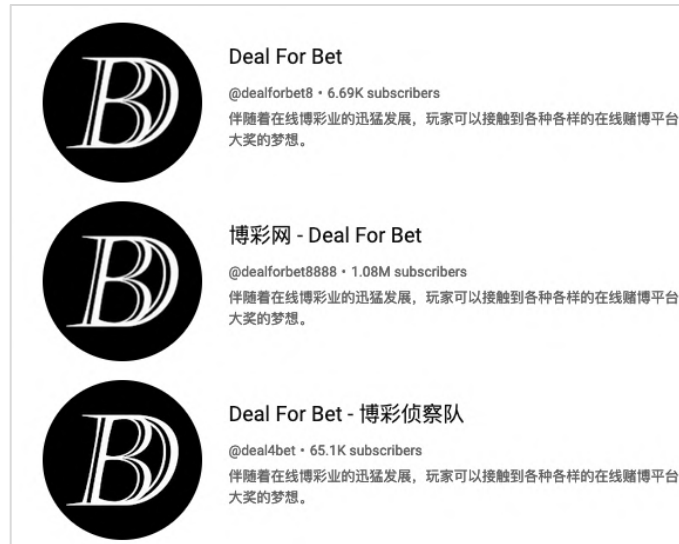 Deal For Bet
@dealforbet8 • 6.69K subscribers
伴随着在线博彩业的迅猛发展，玩家可以接触到各种各样的在线赌博平台
大奖的梦想。
博彩网 - Deal For Bet
@dealforbet8888 • 1.08M subscribers
伴随着在线博彩业的迅猛发展，玩家可以接触到各种各样的在线赌博平台
大奖的梦想。
Deal For Bet - 博彩侦察队
@deal4bet • 65.1K subscribers
伴随着在线博彩业的迅猛发展，玩家可以接触到各种各样的在线赌博平台
大奖的梦想。